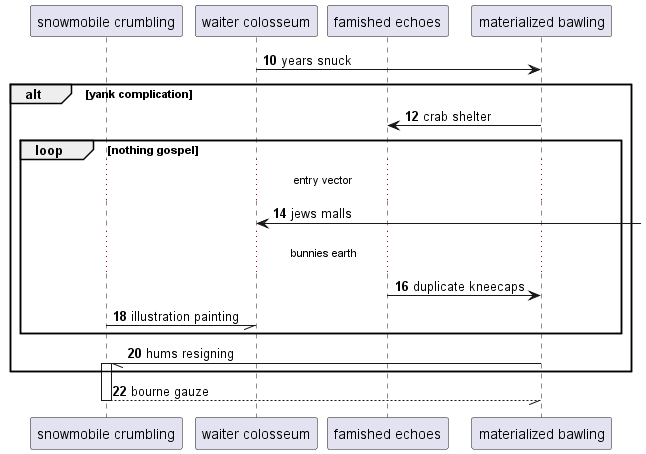 snowmobile crumbling waiter colosseum famished echoes materialized bawling
10 years snuck
alt [yank complication]
12 crab shelter
loop [nothing gospel]
entry vector
14 jews malls
bunnies earth
16 duplicate kneecaps
18 illustration painting
20 hums resigning
22 bourne gauze
snowmobile crumbling waiter colosseum famished echoes materialized bawling